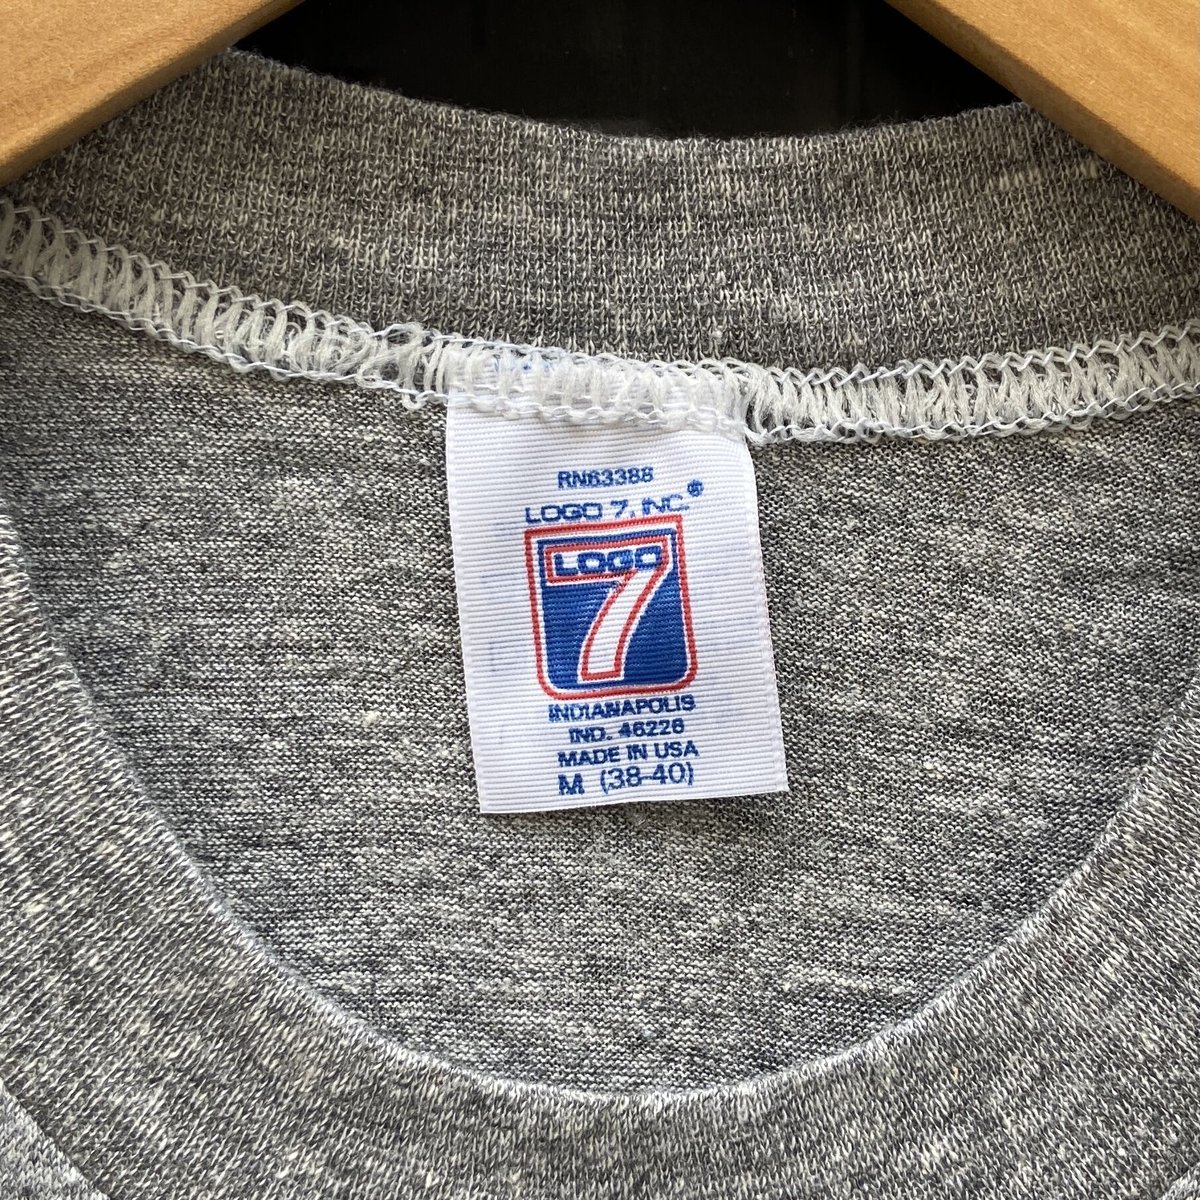 RN63388
LOGO 7, INC.®
LOGO
7
INDIANAPOLIS
IND. 46226
MADE IN USA
M (38-40)